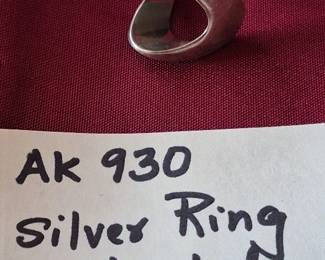 AK 930
silver Ring